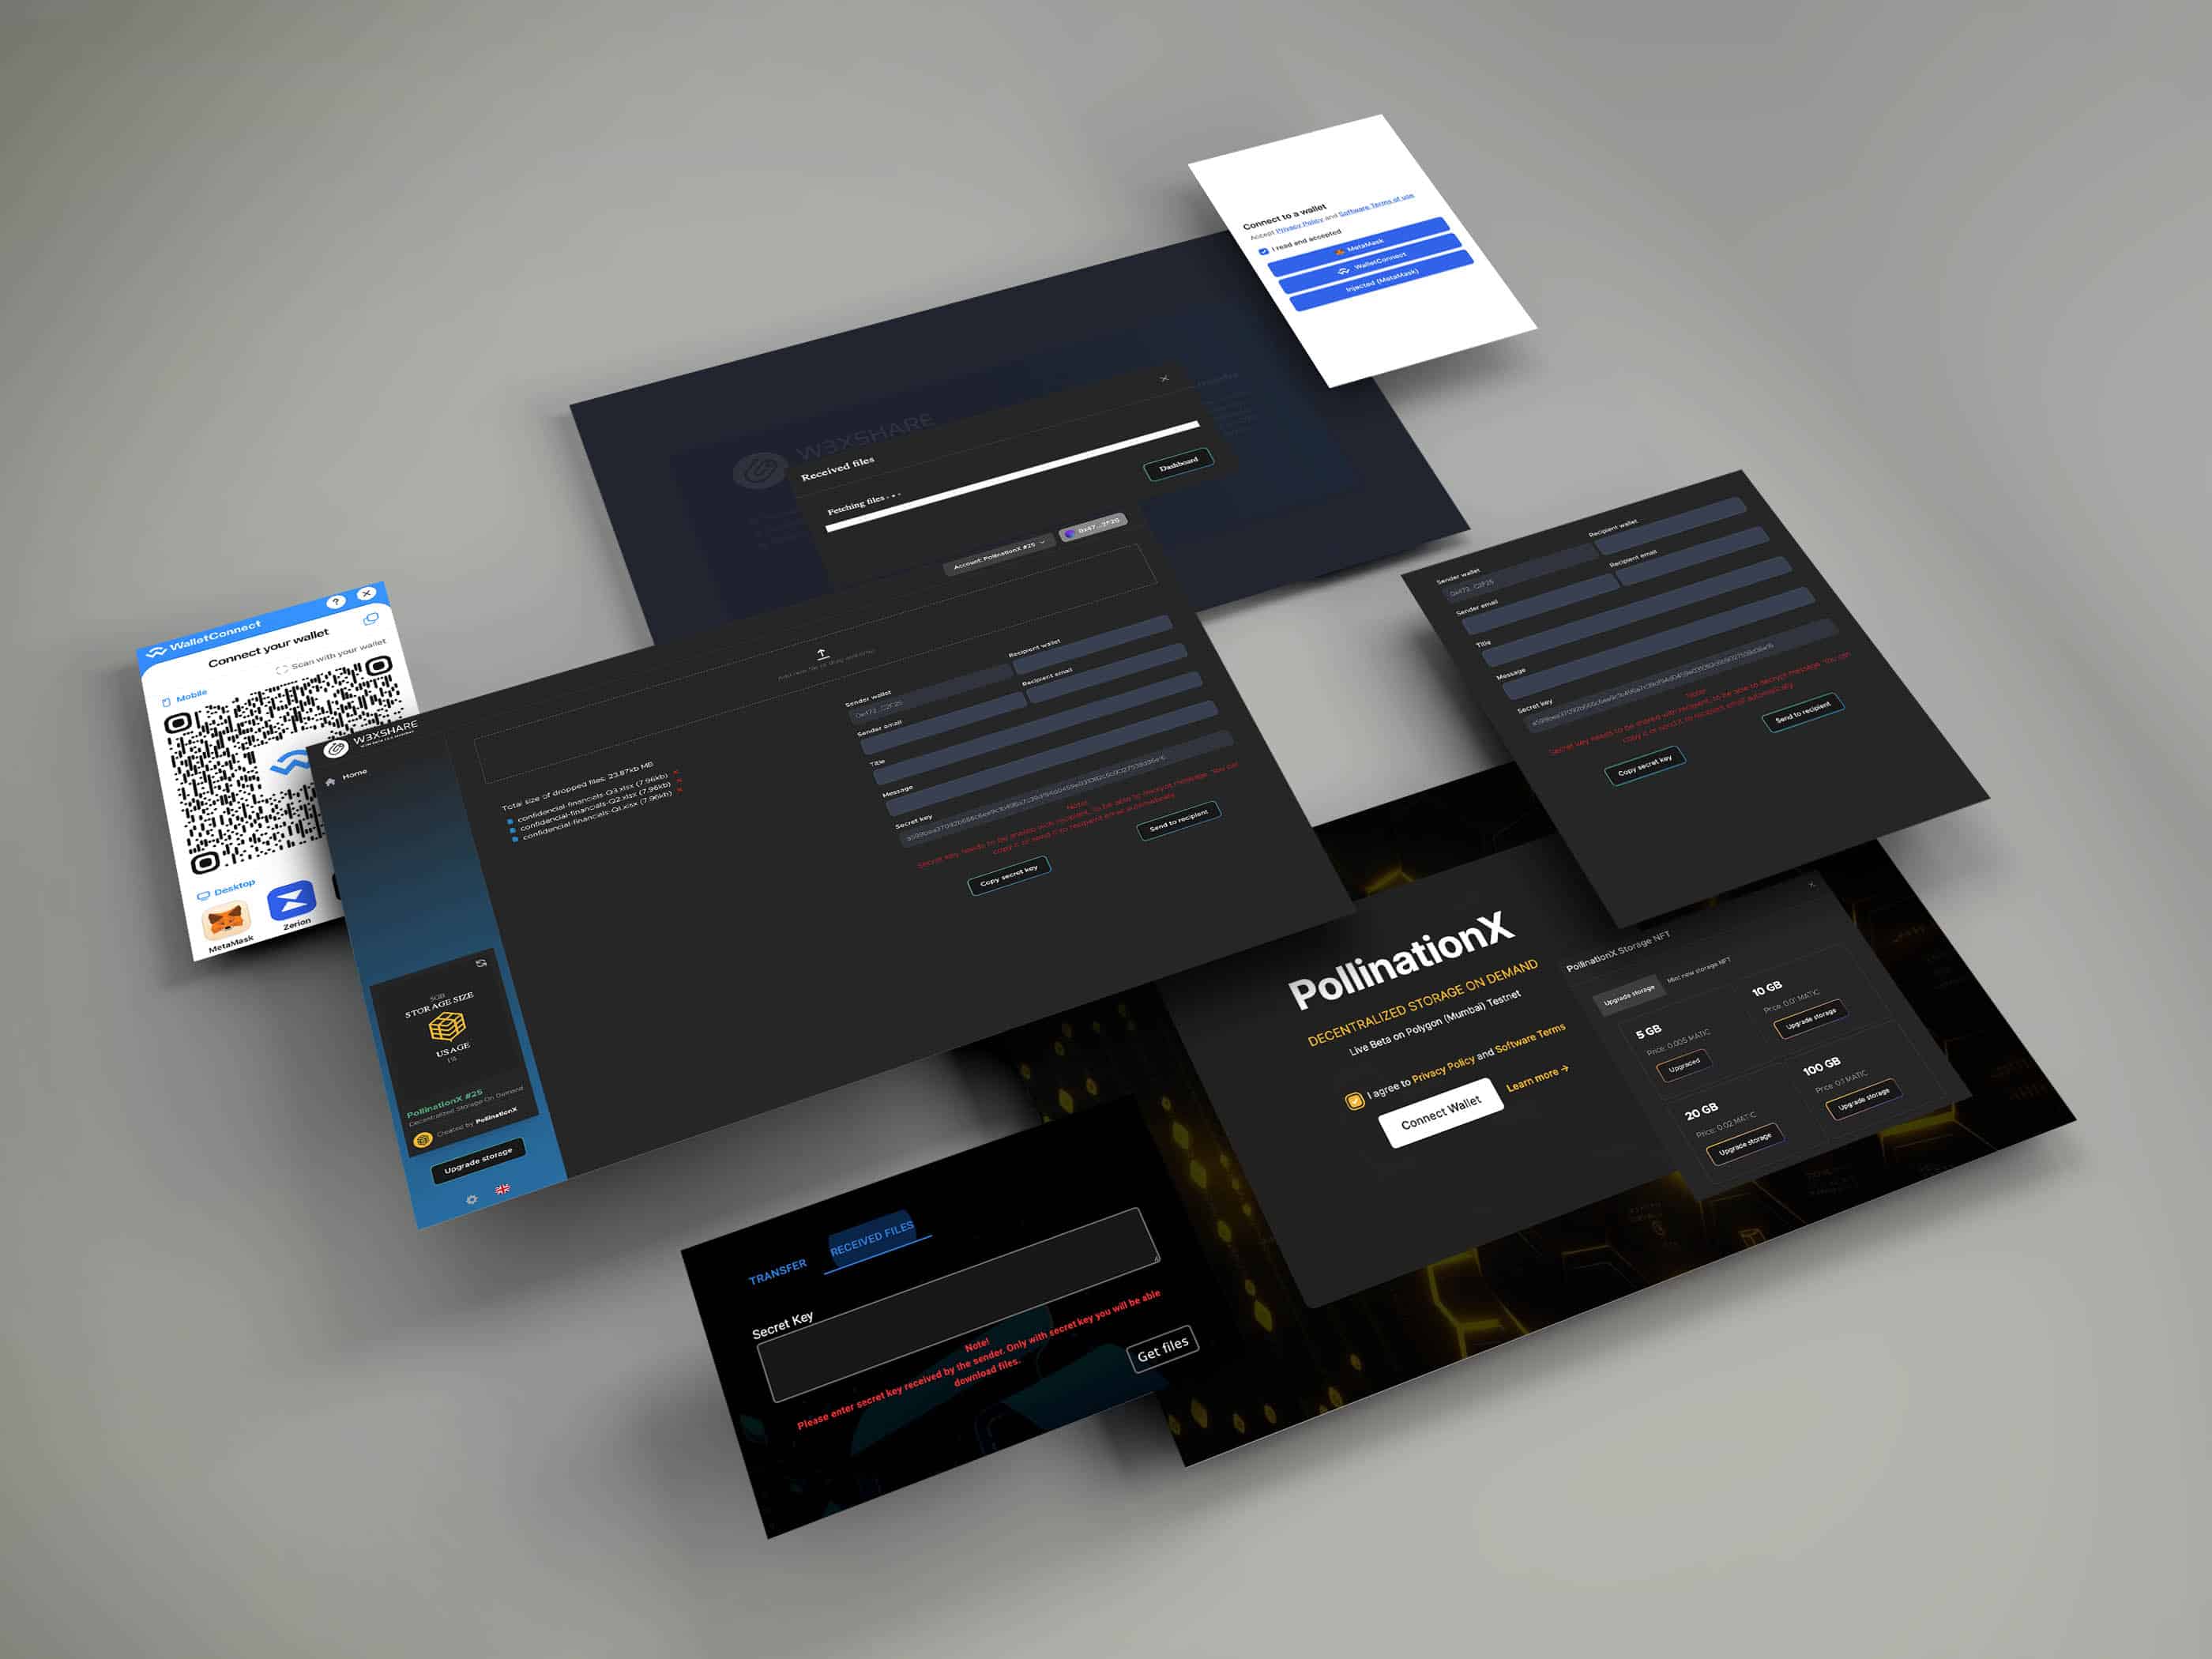 Connect to a wallet
Accept Privacy Policy and Software Terms of use
I read and accepted
MetaMask
WalletConnect
Injected (MetaMask)
W3XSHARE
Received files
Fetching files . . .
Dashboard
Account: PollinationX #25
0x47...2F25
WalletConnect
?
Connect your wallet
Scan with your wallet
Mobile
Desktop
MetaMask
Zerion
W3XSHARE
Home
Total size of dropped files: 23.87kb MB
confidencial-financials-Q3.xlsx (7.96kb)
confidencial-financials-Q2.xlsx (7.96kb)
confidencial-financials-Q1.xlsx (7.96kb)
Sender wallet
0x472...C2F25
Recipient wallet
Sender email
Recipient email
Title
Message
Secret key
Note!
Secret key needs to be shared with recipient, to be able to decrypt message. You can
copy it or send it to recipient email automatically.
Copy secret key
Send to recipient
5GB
STORAGE SIZE
USAGE
PollinationX #25
Decentralized Storage On Demand
Created by PollinationX
Upgrade storage
Sender wallet
0x472...C2F25
Recipient wallet
Sender email
Recipient email
Title
Message
Secret key
Note!
Secret key needs to be shared with recipient, to be able to decrypt message. You can
copy it or send it to recipient email automatically.
Copy secret key
Send to recipient
PollinationX
DECENTRALIZED STORAGE ON DEMAND
Live Beta on Polygon (Mumbai) Testnet
I agree to Privacy Policy and Software Terms
Connect Wallet
Learn more →
PollinationX Storage NFT
Upgrade storage
Mint new storage NFT
5 GB
Price: 0.005 MATIC
Upgraded
10 GB
Price: 0.01 MATIC
Upgrade storage
20 GB
Price: 0.02 MATIC
Upgrade storage
100 GB
Price: 0.1 MATIC
Upgrade storage
TRANSFER
RECEIVED FILES
Secret Key
Note!
Please enter secret key received by the sender. Only with secret key you will be able
download files.
Get files